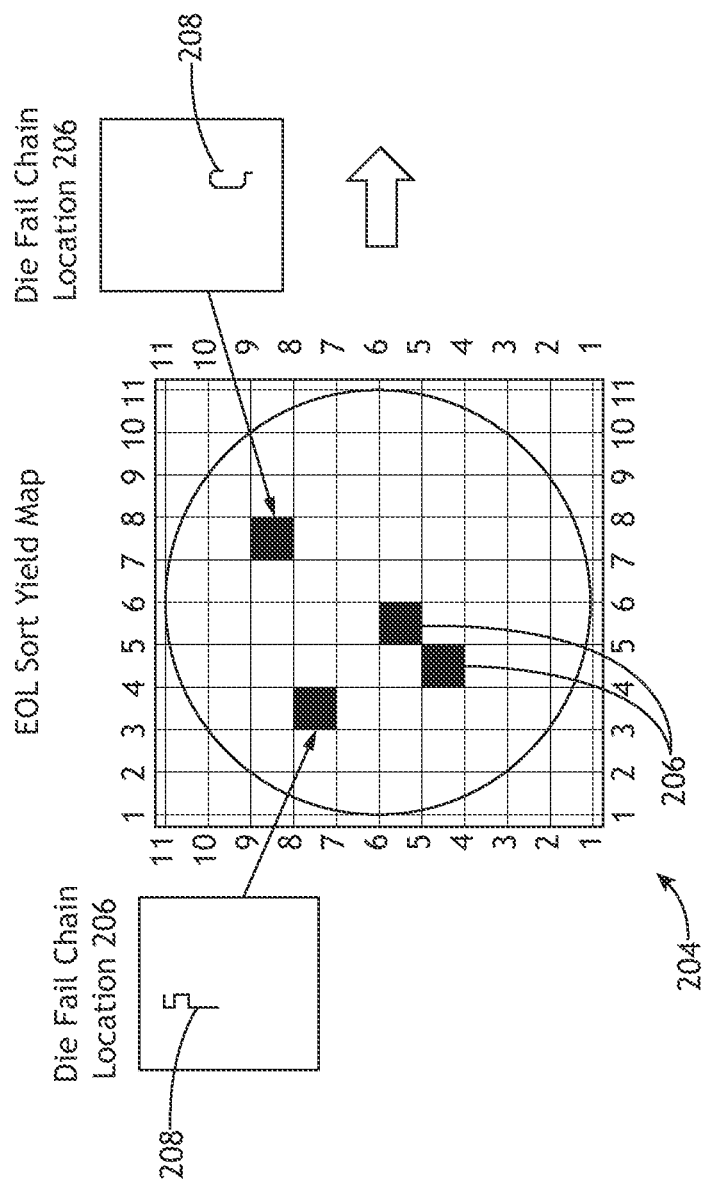 EOL Sort Yield Map
Die Fail Chain
Location 206
208
Die Fail Chain
Location 206
208
1 2 3 4 5 6 7 8 9 10 11
11 11
10 10
9 9
8 8
7 7
6 6
5 5
4 4
3 3
2 2
1 1
1 2 3 4 5 6 7 8 9 10 11
206
204